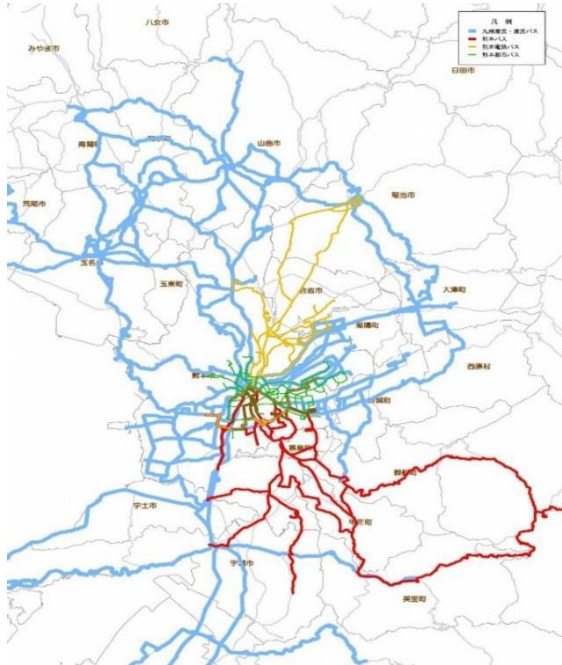 凡 例
九州産交・産交バス
熊本バス
熊本電鉄バス
熊本都市バス
八女市
みやま市
日田市
南関町
山鹿市
荒尾市
菊池市
玉名市
玉東町
合志市
大津町
菊陽町
西原村
益城町
嘉島町
御船町
宇土市
甲佐町
宇城市
美里町